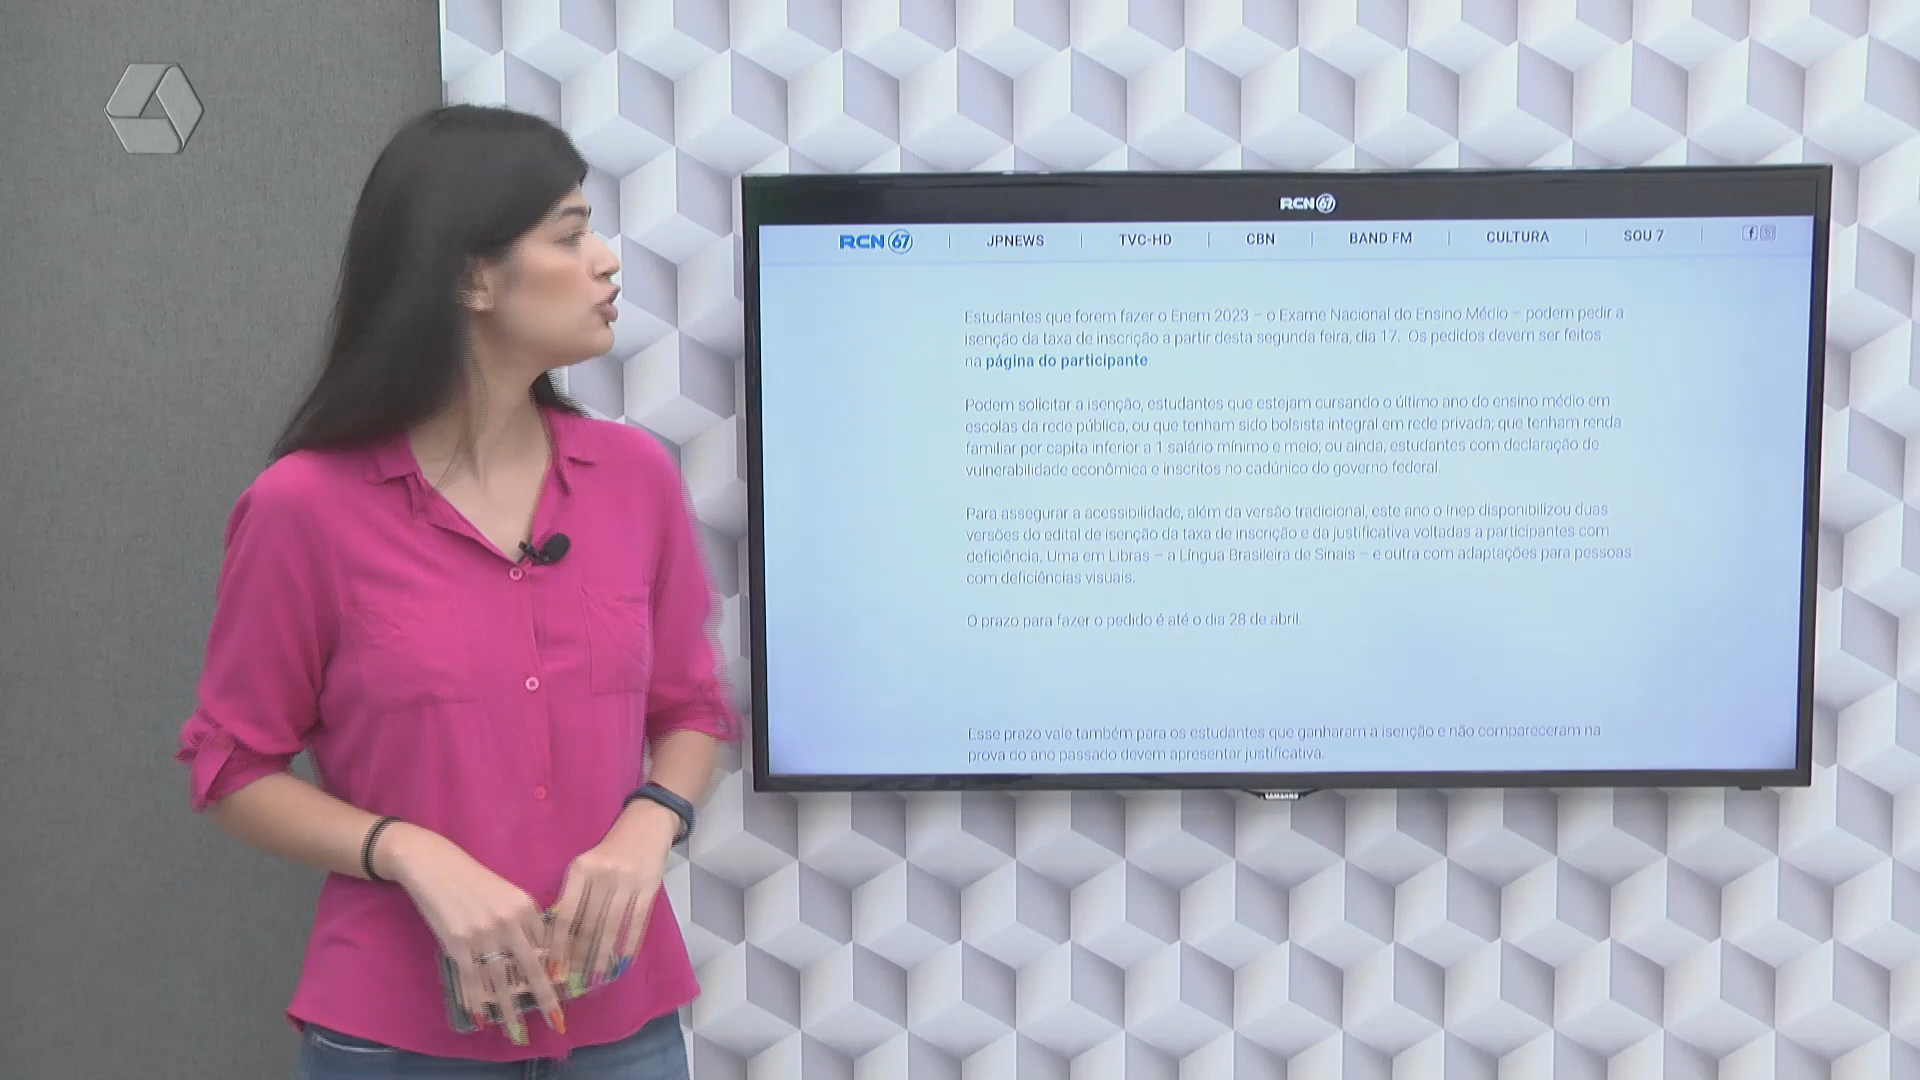 RCN 67
RCN 67 | JPNEWS | TVC-HD | CBN | BAND FM | CULTURA | SOU 7 |
Estudantes que forem fazer o Enem 2023 – o Exame Nacional do Ensino Médio – podem pedir a
isenção da taxa de inscrição a partir desta segunda feira, dia 17. Os pedidos devem ser feitos
na página do participante.
Podem solicitar a isenção, estudantes que estejam cursando o último ano do ensino médio em
escolas da rede pública, ou que tenham sido bolsista integral em rede privada; que tenham renda
familiar per capita inferior a 1 salário mínimo e meio; ou ainda, estudantes com declaração de
vulnerabilidade econômica e inscritos no cadúnico do governo federal.
Para assegurar a acessibilidade, além da versão tradicional, este ano o Inep disponibilizou duas
versões do edital de isenção da taxa de inscrição e da justificativa voltadas a participantes com
deficiência. Uma em Libras – a Língua Brasileira de Sinais – e outra com adaptações para pessoas
com deficiências visuais.
O prazo para fazer o pedido é até o dia 28 de abril.
Esse prazo vale também para os estudantes que ganharam a isenção e não compareceram na
prova do ano passado devem apresentar justificativa.
SAMSUNG